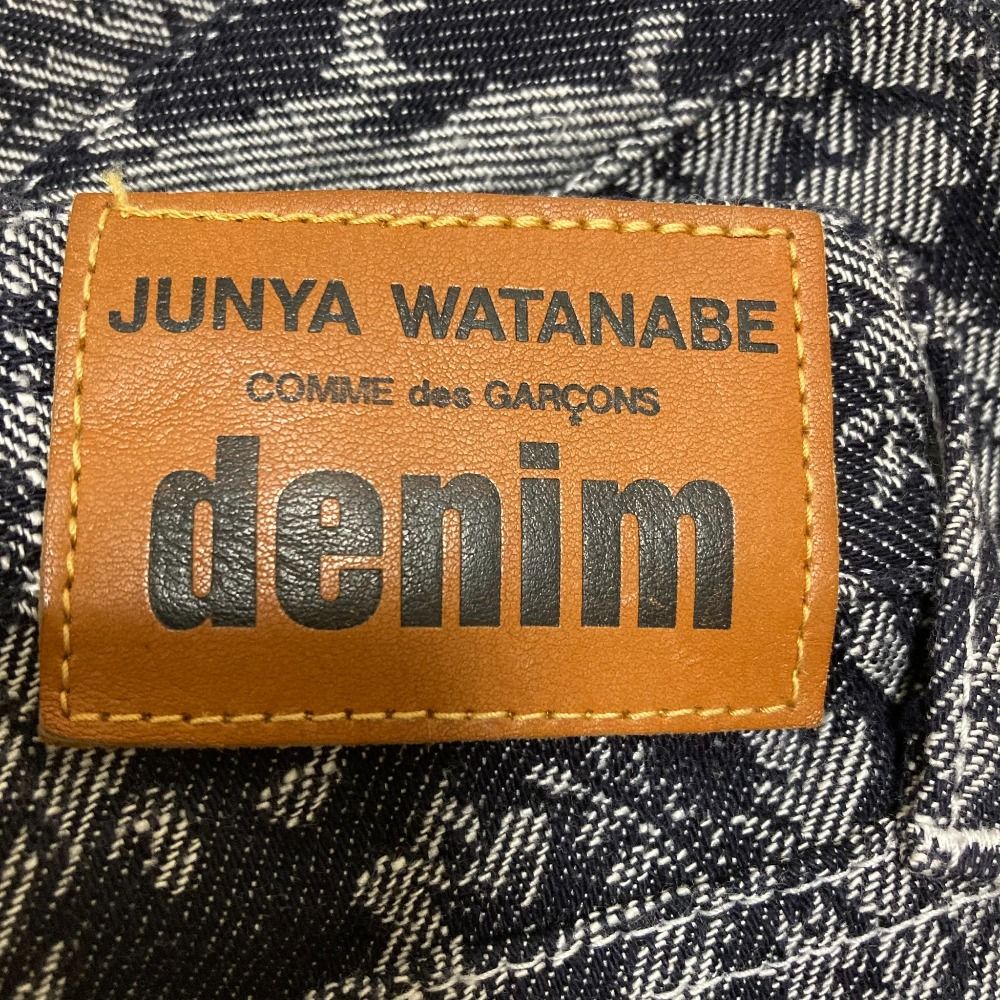 JUNYA WATANABE
COMME des GARÇONS
denim